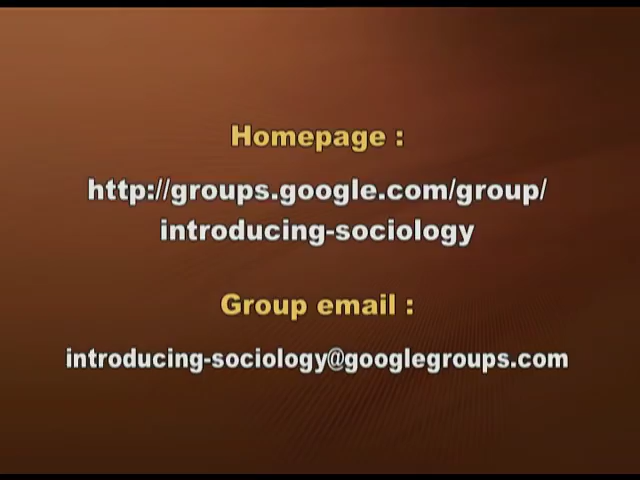 Homepage :
http://groups.google.com/group/
introducing-sociology
Group email :
introducing-sociology@googlegroups.com